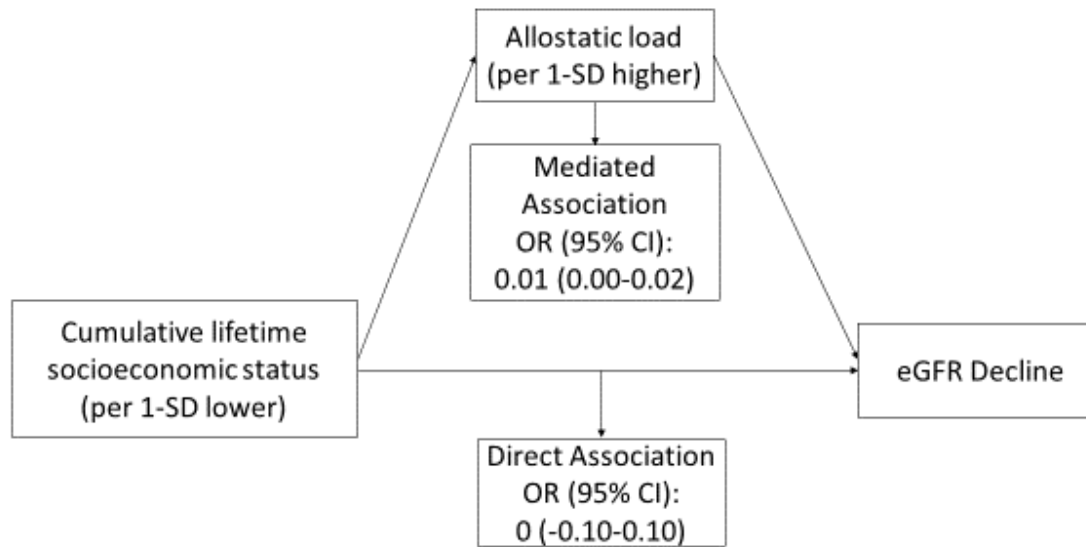 Allostatic load
(per 1-SD higher)
Mediated
Association
OR (95% CI):
0.01 (0.00-0.02)
Cumulative lifetime
socioeconomic status
(per 1-SD lower)
eGFR Decline
Direct Association
OR (95% CI):
0 (-0.10-0.10)